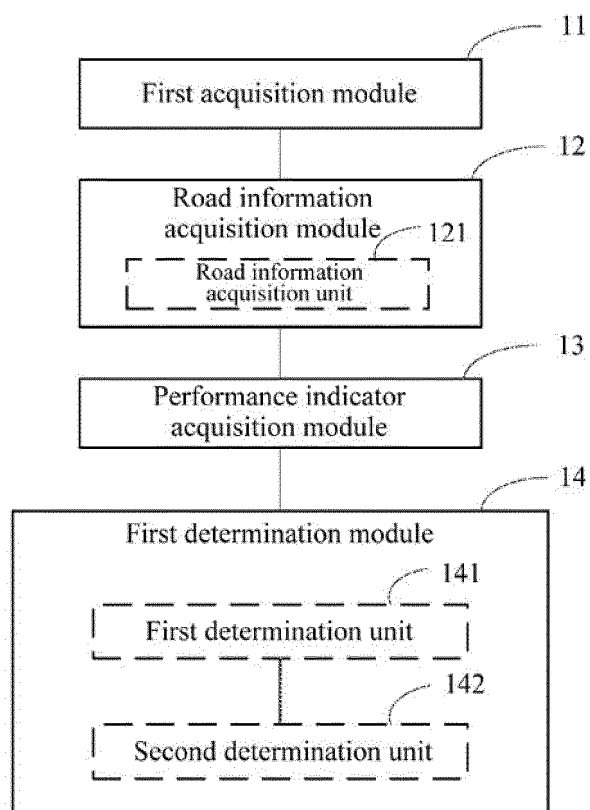 11
First acquisition module
12
Road information
acquisition module
121
Road information
acquisition unit
13
Performance indicator
acquisition module
14
First determination module
141
First determination unit
142
Second determination unit